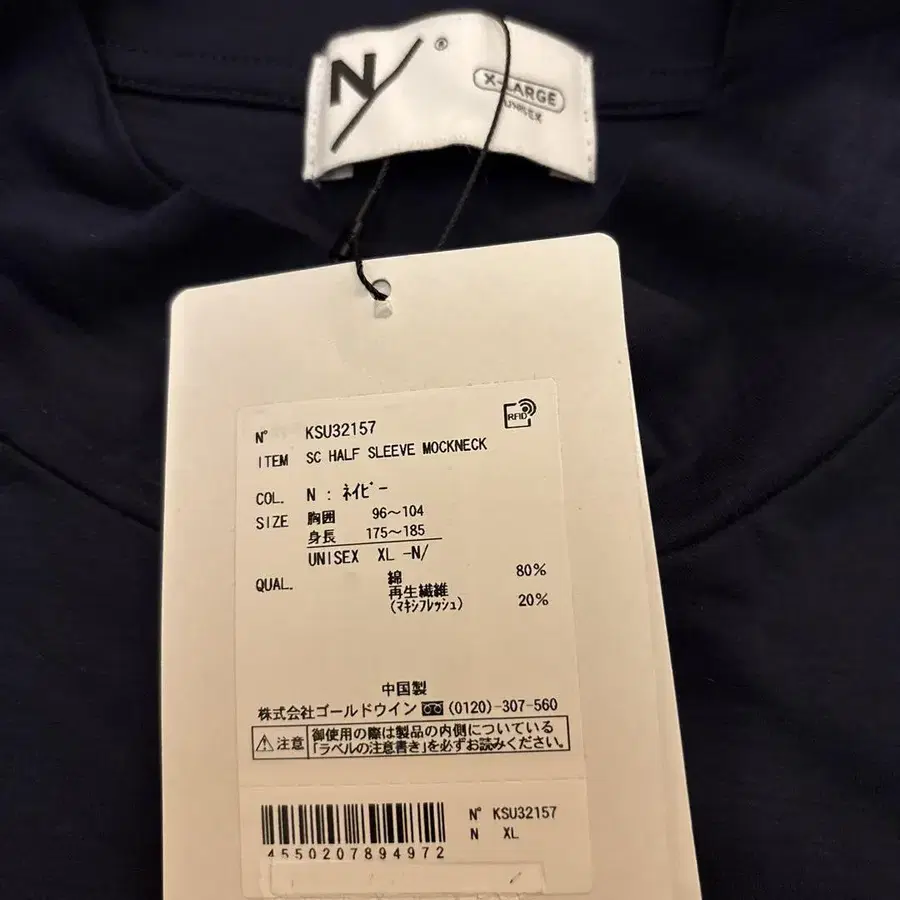 N/®
X-LARGE
UNISEX
RFID
N° KSU32157
ITEM SC HALF SLEEVE MOCKNECK
COL. N : ネイビー
SIZE 胸囲 96~104
身長 175~185
UNISEX XL -N/
QUAL. 綿 80%
再生繊維 20%
(マキシフレッシュ)
中国製
株式会社ゴールドウイン (0120)-307-560
注意 御使用の際は製品の内側についている
「ラベルの注意書き」を必ずお読みください。
N° KSU32157
N XL
4550207894972